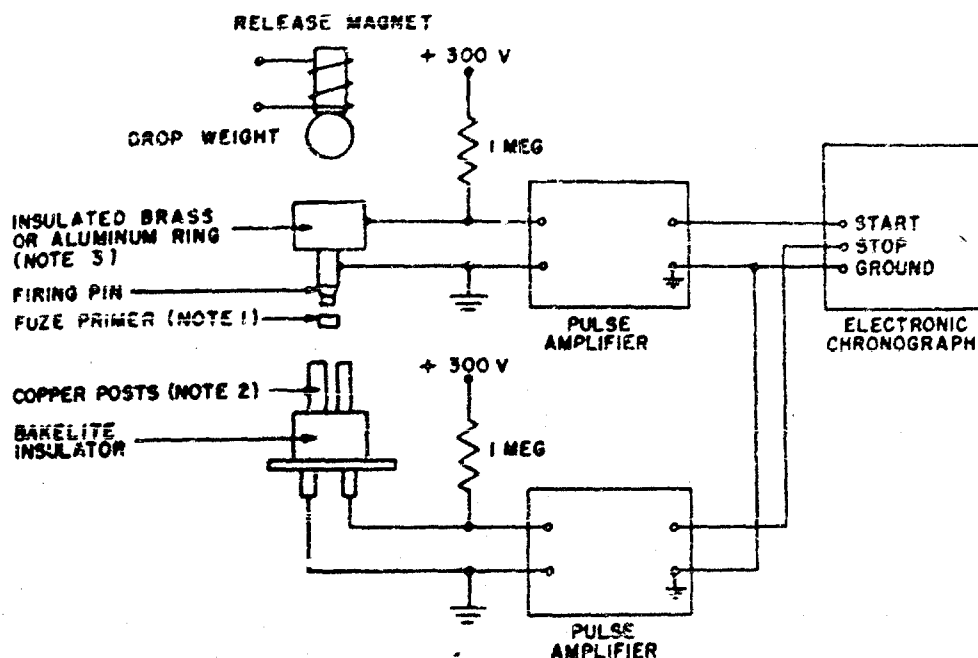 RELEASE MAGNET
+ 300 V
DROP WEIGHT
1 MEG
INSULATED BRASS
OR ALUMINUM RING
(NOTE 3)
START
STOP
GROUND
FIRING PIN
FUZE PRIMER (NOTE 1)
PULSE
AMPLIFIER
ELECTRONIC
CHRONOGRAPH
+ 300 V
COPPER POSTS (NOTE 2)
BAKELITE
INSULATOR
1 MEG
PULSE
AMPLIFIER